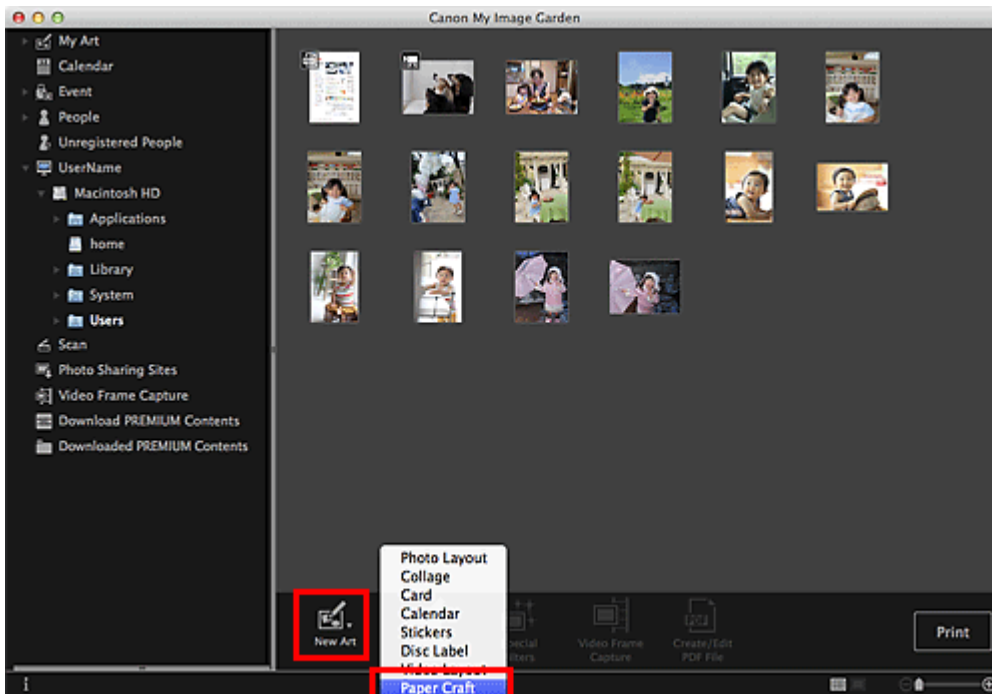 Canon My Image Garden
My Art
Calendar
Event
People
Unregistered People
UserName
Macintosh HD
Applications
home
Library
System
Users
Scan
Photo Sharing Sites
Video Frame Capture
Download PREMIUM Contents
Downloaded PREMIUM Contents
Photo Layout
Collage
Card
Calendar
Stickers
Disc Label
Video Layout
Paper Craft
New Art
Video Frame
Capture
Create/Edit
PDF File
Print